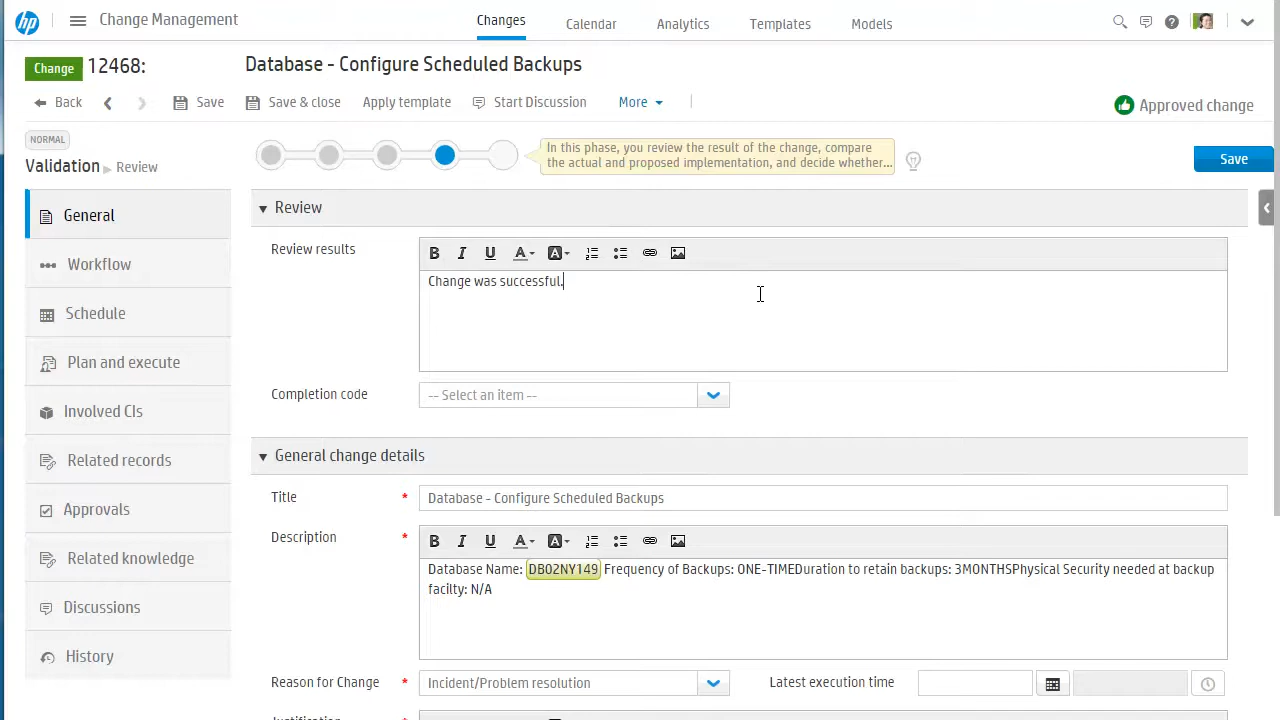 hp Change Management Changes Calendar Analytics Templates Models
Change 12468: Database - Configure Scheduled Backups
Back Save Save & close Apply template Start Discussion More Approved change
NORMAL
Validation Review
In this phase, you review the result of the change, compare
the actual and proposed implementation, and decide whether...
Save
General
Workflow
Schedule
Plan and execute
Involved CIs
Related records
Approvals
Related knowledge
Discussions
History
Review
Review results
B I U A A
Change was successful.
Completion code -- Select an item --
General change details
Title * Database - Configure Scheduled Backups
Description *
B I U A A
Database Name: DB02NY149 Frequency of Backups: ONE-TIMEDuration to retain backups: 3MONTHSPhysical Security needed at backup
facilty: N/A
Reason for Change * Incident/Problem resolution Latest execution time